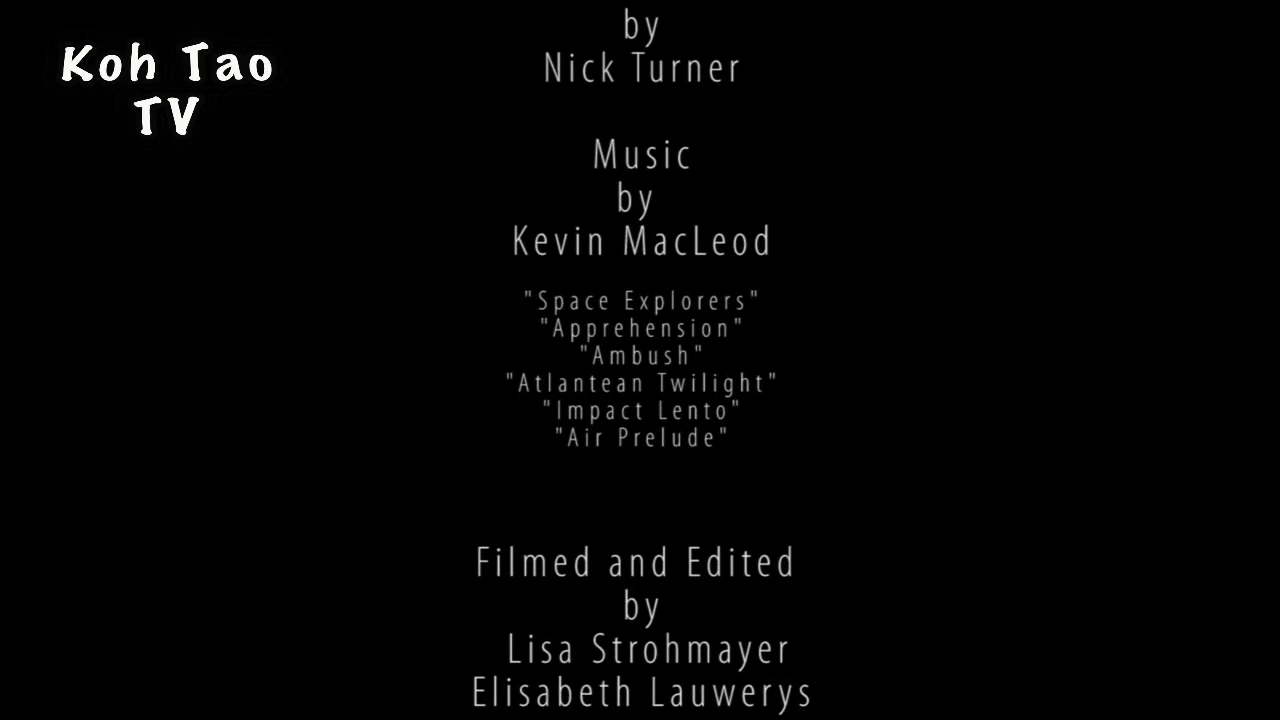 Koh Tao
TV
by
Nick Turner
Music
by
Kevin MacLeod
"Space Explorers"
"Apprehension"
"Ambush"
"Atlantean Twilight"
"Impact Lento"
"Air Prelude"
Filmed and Edited
by
Lisa Strohmayer
Elisabeth Lauwerys